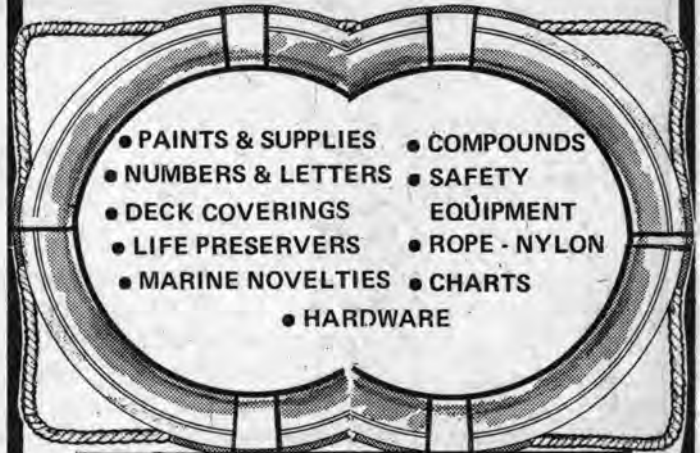 • PAINTS & SUPPLIES
• NUMBERS & LETTERS
• DECK COVERINGS
• LIFE PRESERVERS
• MARINE NOVELTIES
• COMPOUNDS
• SAFETY
EQUIPMENT
• ROPE - NYLON
• CHARTS
• HARDWARE